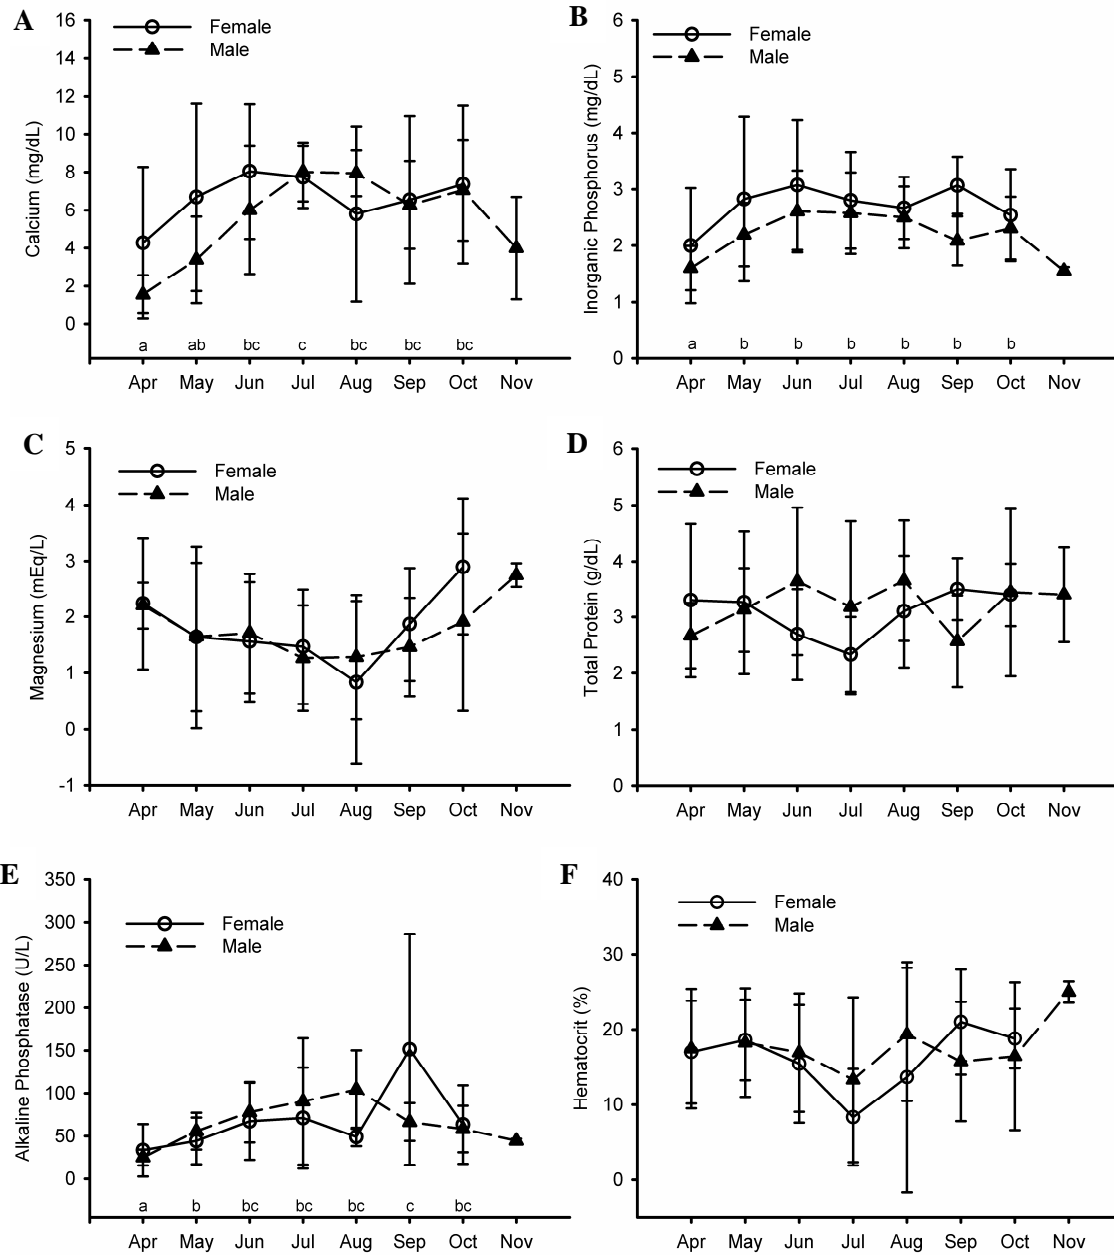 A
Calcium (mg/dL)
Female
Male
16
14
12
10
8
6
4
2
0
a ab bc c bc bc bc
Apr May Jun Jul Aug Sep Oct Nov
B
Inorganic Phosphorus (mg/dL)
Female
Male
6
5
4
3
2
1
0
a b b b b b b
Apr May Jun Jul Aug Sep Oct Nov
C
Magnesium (mEq/L)
Female
Male
5
4
3
2
1
0
-1
Apr May Jun Jul Aug Sep Oct Nov
D
Total Protein (g/dL)
Female
Male
6
5
4
3
2
1
0
Apr May Jun Jul Aug Sep Oct Nov
E
Alkaline Phosphatase (U/L)
Female
Male
350
300
250
200
150
100
50
0
a b bc bc bc c bc
Apr May Jun Jul Aug Sep Oct Nov
F
Hematocrit (%)
Female
Male
40
30
20
10
0
Apr May Jun Jul Aug Sep Oct Nov